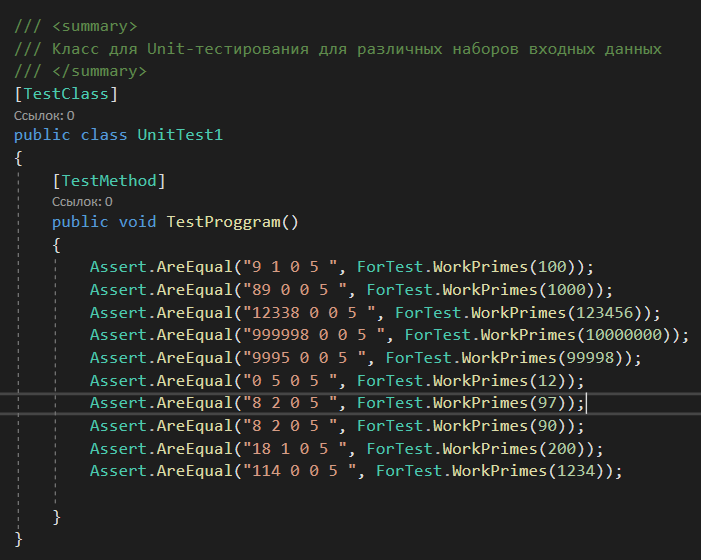 /// <summary>
/// Класс для Unit-тестирования для различных наборов входных данных
/// </summary>
[TestClass]
Ссылок: 0
public class UnitTest1
{
[TestMethod]
Ссылок: 0
public void TestProggram()
{
Assert.AreEqual("9 1 0 5 ", ForTest.WorkPrimes(100));
Assert.AreEqual("89 0 0 5 ", ForTest.WorkPrimes(1000));
Assert.AreEqual("12338 0 0 5 ", ForTest.WorkPrimes(123456));
Assert.AreEqual("999998 0 0 5 ", ForTest.WorkPrimes(10000000));
Assert.AreEqual("9995 0 0 5 ", ForTest.WorkPrimes(99998));
Assert.AreEqual("0 5 0 5 ", ForTest.WorkPrimes(12));
Assert.AreEqual("8 2 0 5 ", ForTest.WorkPrimes(97));
Assert.AreEqual("8 2 0 5 ", ForTest.WorkPrimes(90));
Assert.AreEqual("18 1 0 5 ", ForTest.WorkPrimes(200));
Assert.AreEqual("114 0 0 5 ", ForTest.WorkPrimes(1234));
}
}